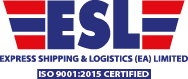 ESL
EXPRESS SHIPPING & LOGISTICS (EA) LIMITED
ISO 9001:2015 CERTIFIED